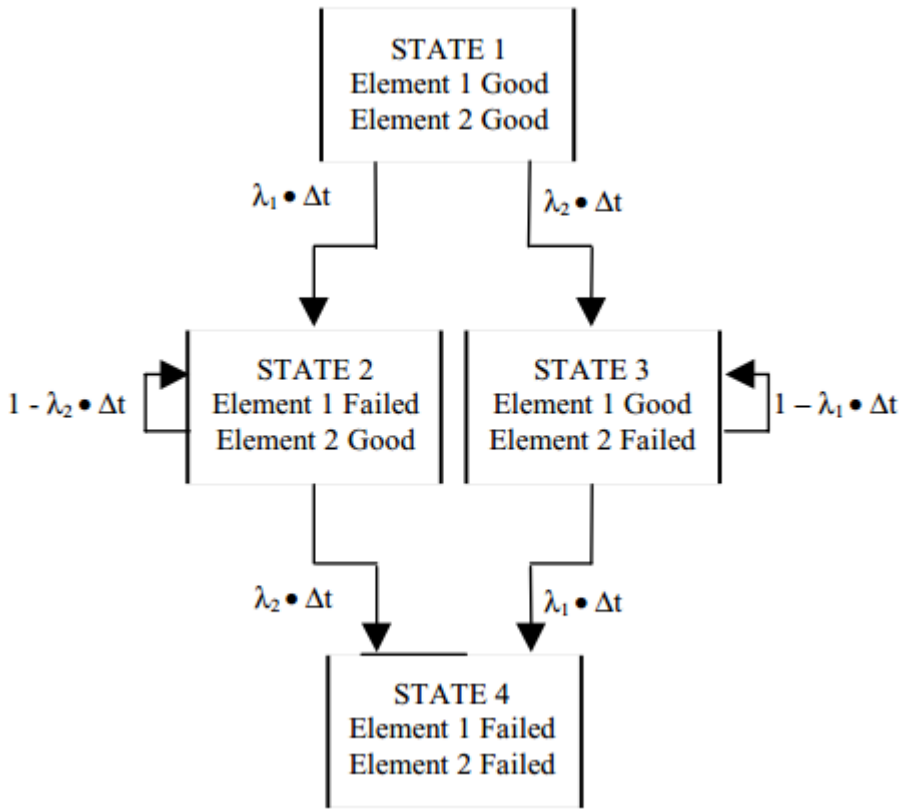 STATE 1
Element 1 Good
Element 2 Good
λ₁ • Δt
λ₂ • Δt
STATE 2
Element 1 Failed
Element 2 Good
STATE 3
Element 1 Good
Element 2 Failed
1 - λ₂ • Δt
1 – λ₁ • Δt
λ₂ • Δt
λ₁ • Δt
STATE 4
Element 1 Failed
Element 2 Failed